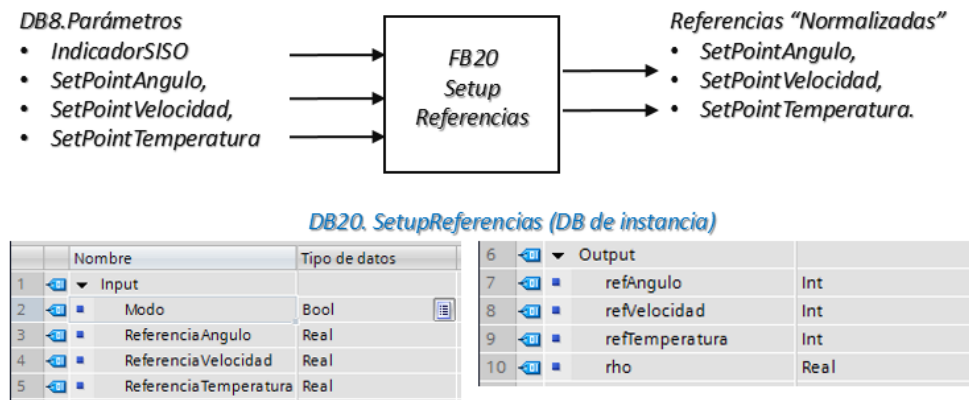 DB8.Parámetros
• IndicadorSISO
• SetPointAngulo,
• SetPointVelocidad,
• SetPointTemperatura
FB20
Setup
Referencias
Referencias “Normalizadas”
• SetPointAngulo,
• SetPointVelocidad,
• SetPointTemperatura.
DB20. SetupReferencias (DB de instancia)
Nombre Tipo de datos
1 Input
2 Modo Bool
3 ReferenciaAngulo Real
4 ReferenciaVelocidad Real
5 ReferenciaTemperatura Real
6 Output
7 refAngulo Int
8 refVelocidad Int
9 refTemperatura Int
10 rho Real